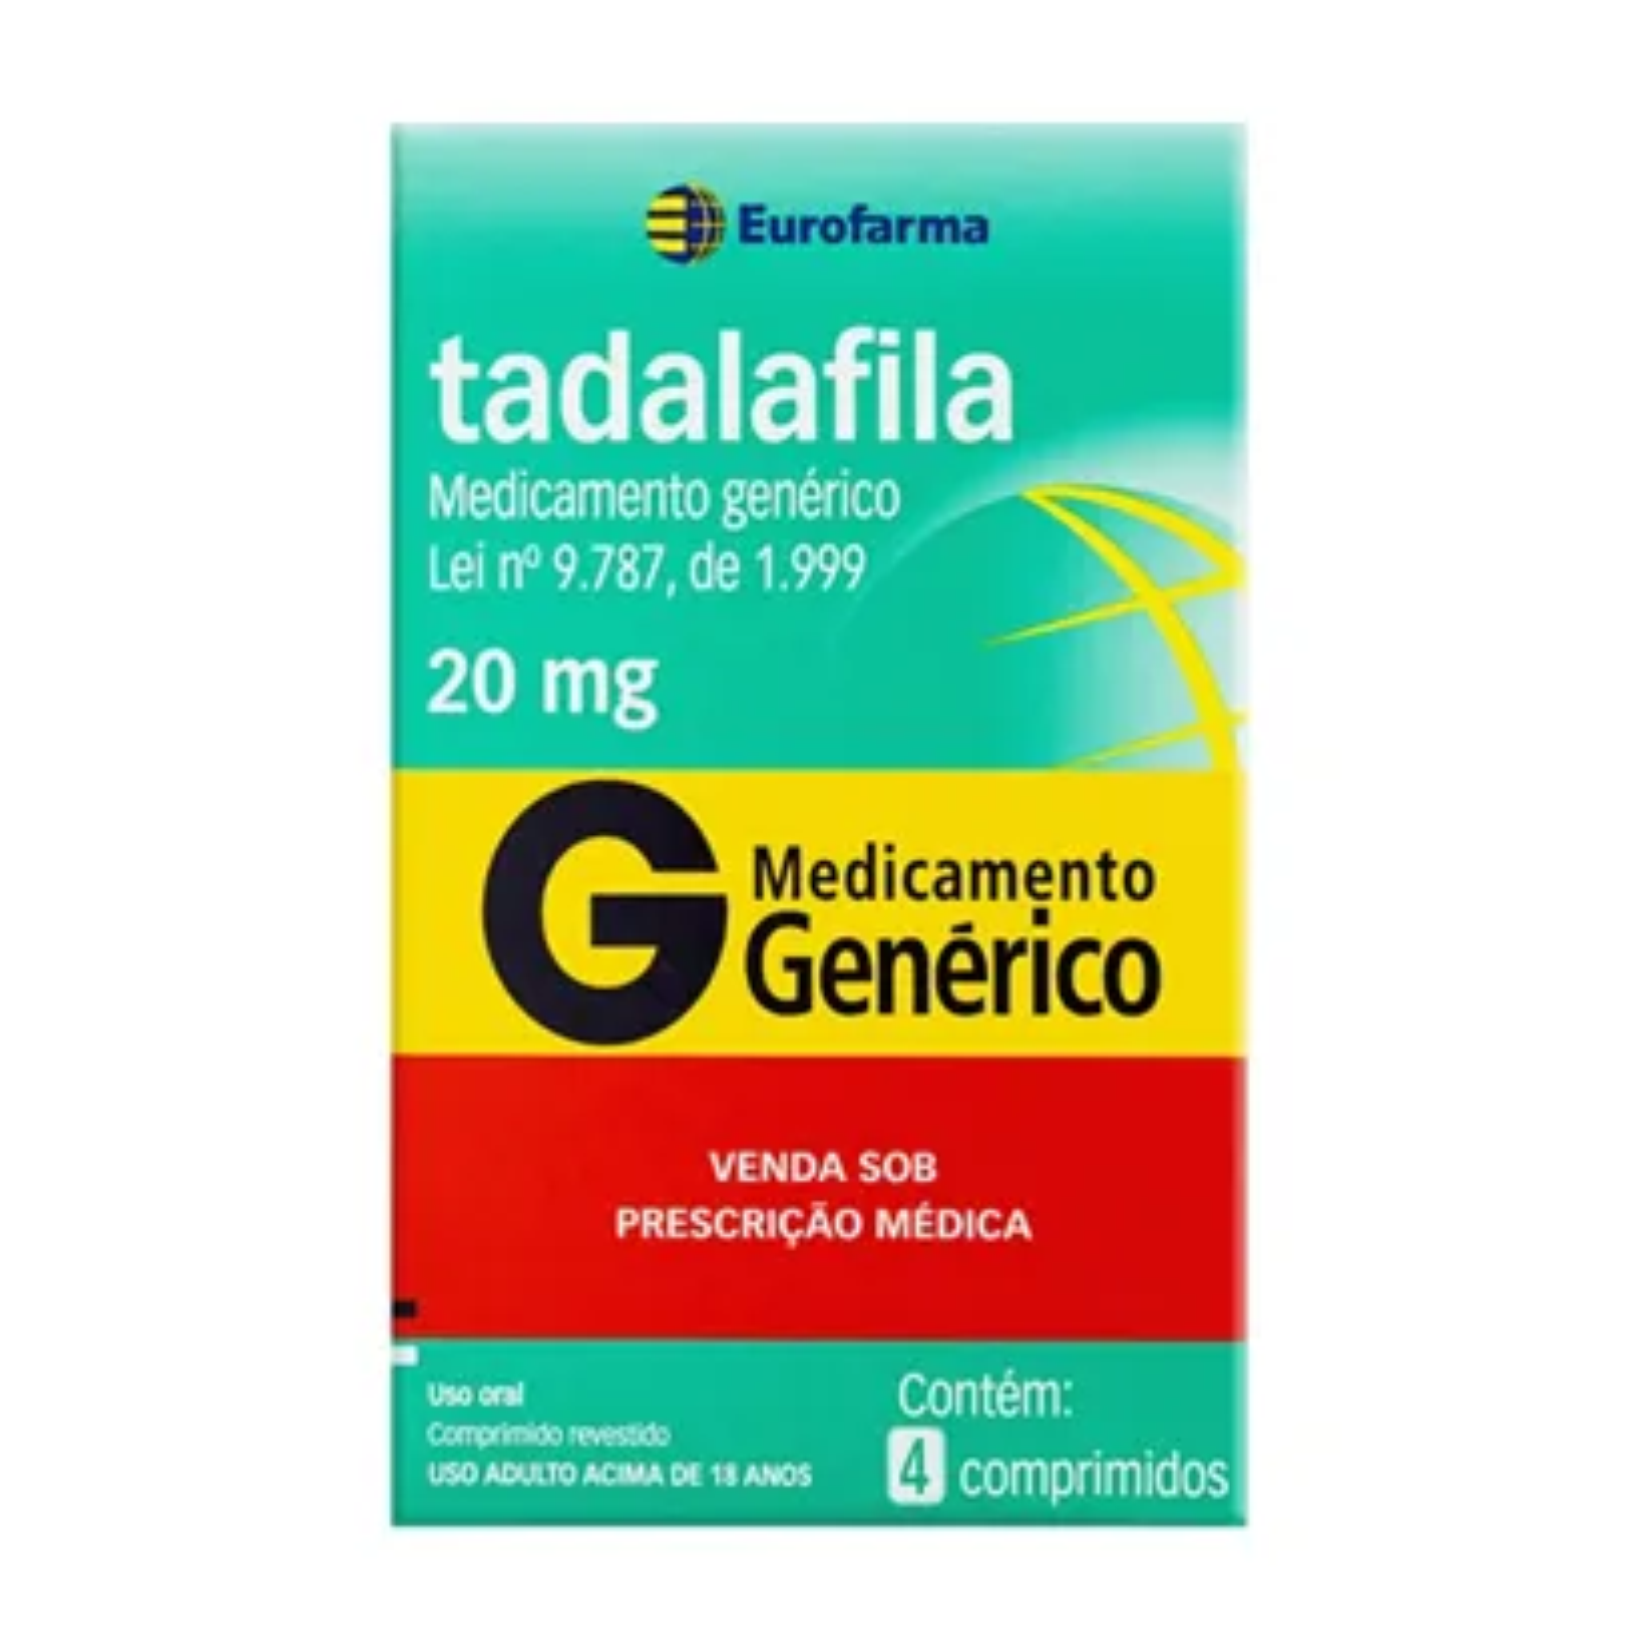 Eurofarma
tadalafila
Medicamento genérico
Lei nº 9.787, de 1.999
20 mg
G
Medicamento
Genérico
VENDA SOB
PRESCRIÇÃO MÉDICA
Uso oral
Comprimido revestido
USO ADULTO ACIMA DE 18 ANOS
Contém:
4 comprimidos